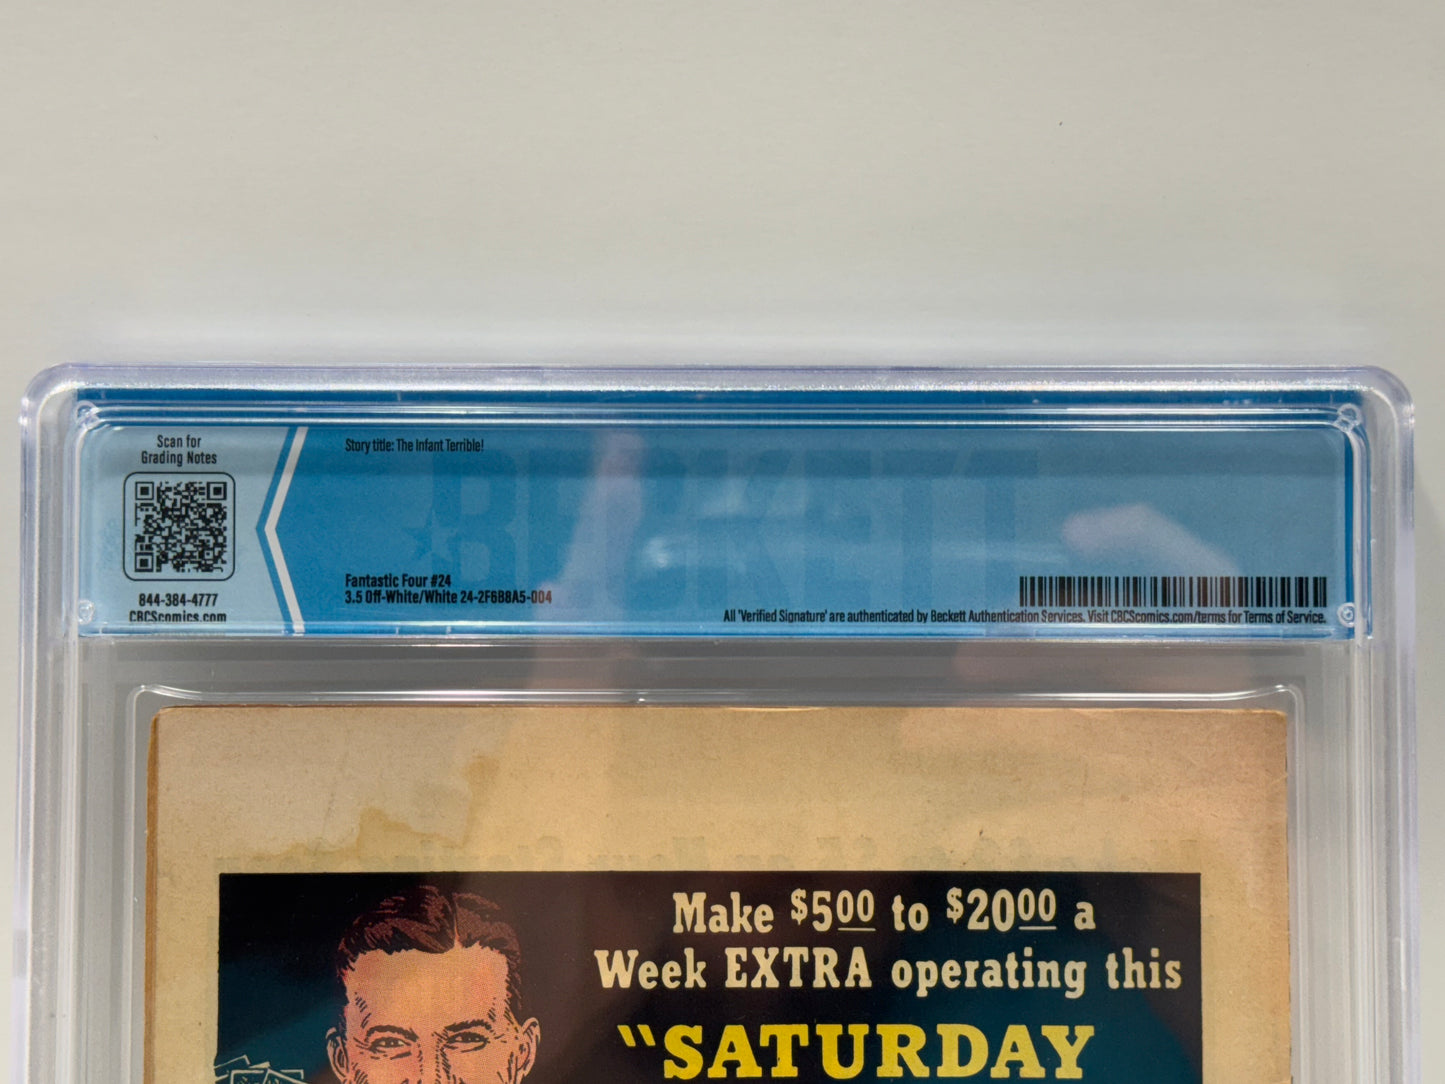 Scan for
Grading Notes
844-384-4777
CBCScomics.com
Story title: The Infant Terrible!
BECKETT
Fantastic Four #24
3.5 Off-White/White 24-2F6B8A5-004
All 'Verified Signature' are authenticated by Beckett Authentication Services. Visit CBCScomics.com/terms for Terms of Service.
Make $500 to $2000 a
Week EXTRA operating this
"SATURDAY